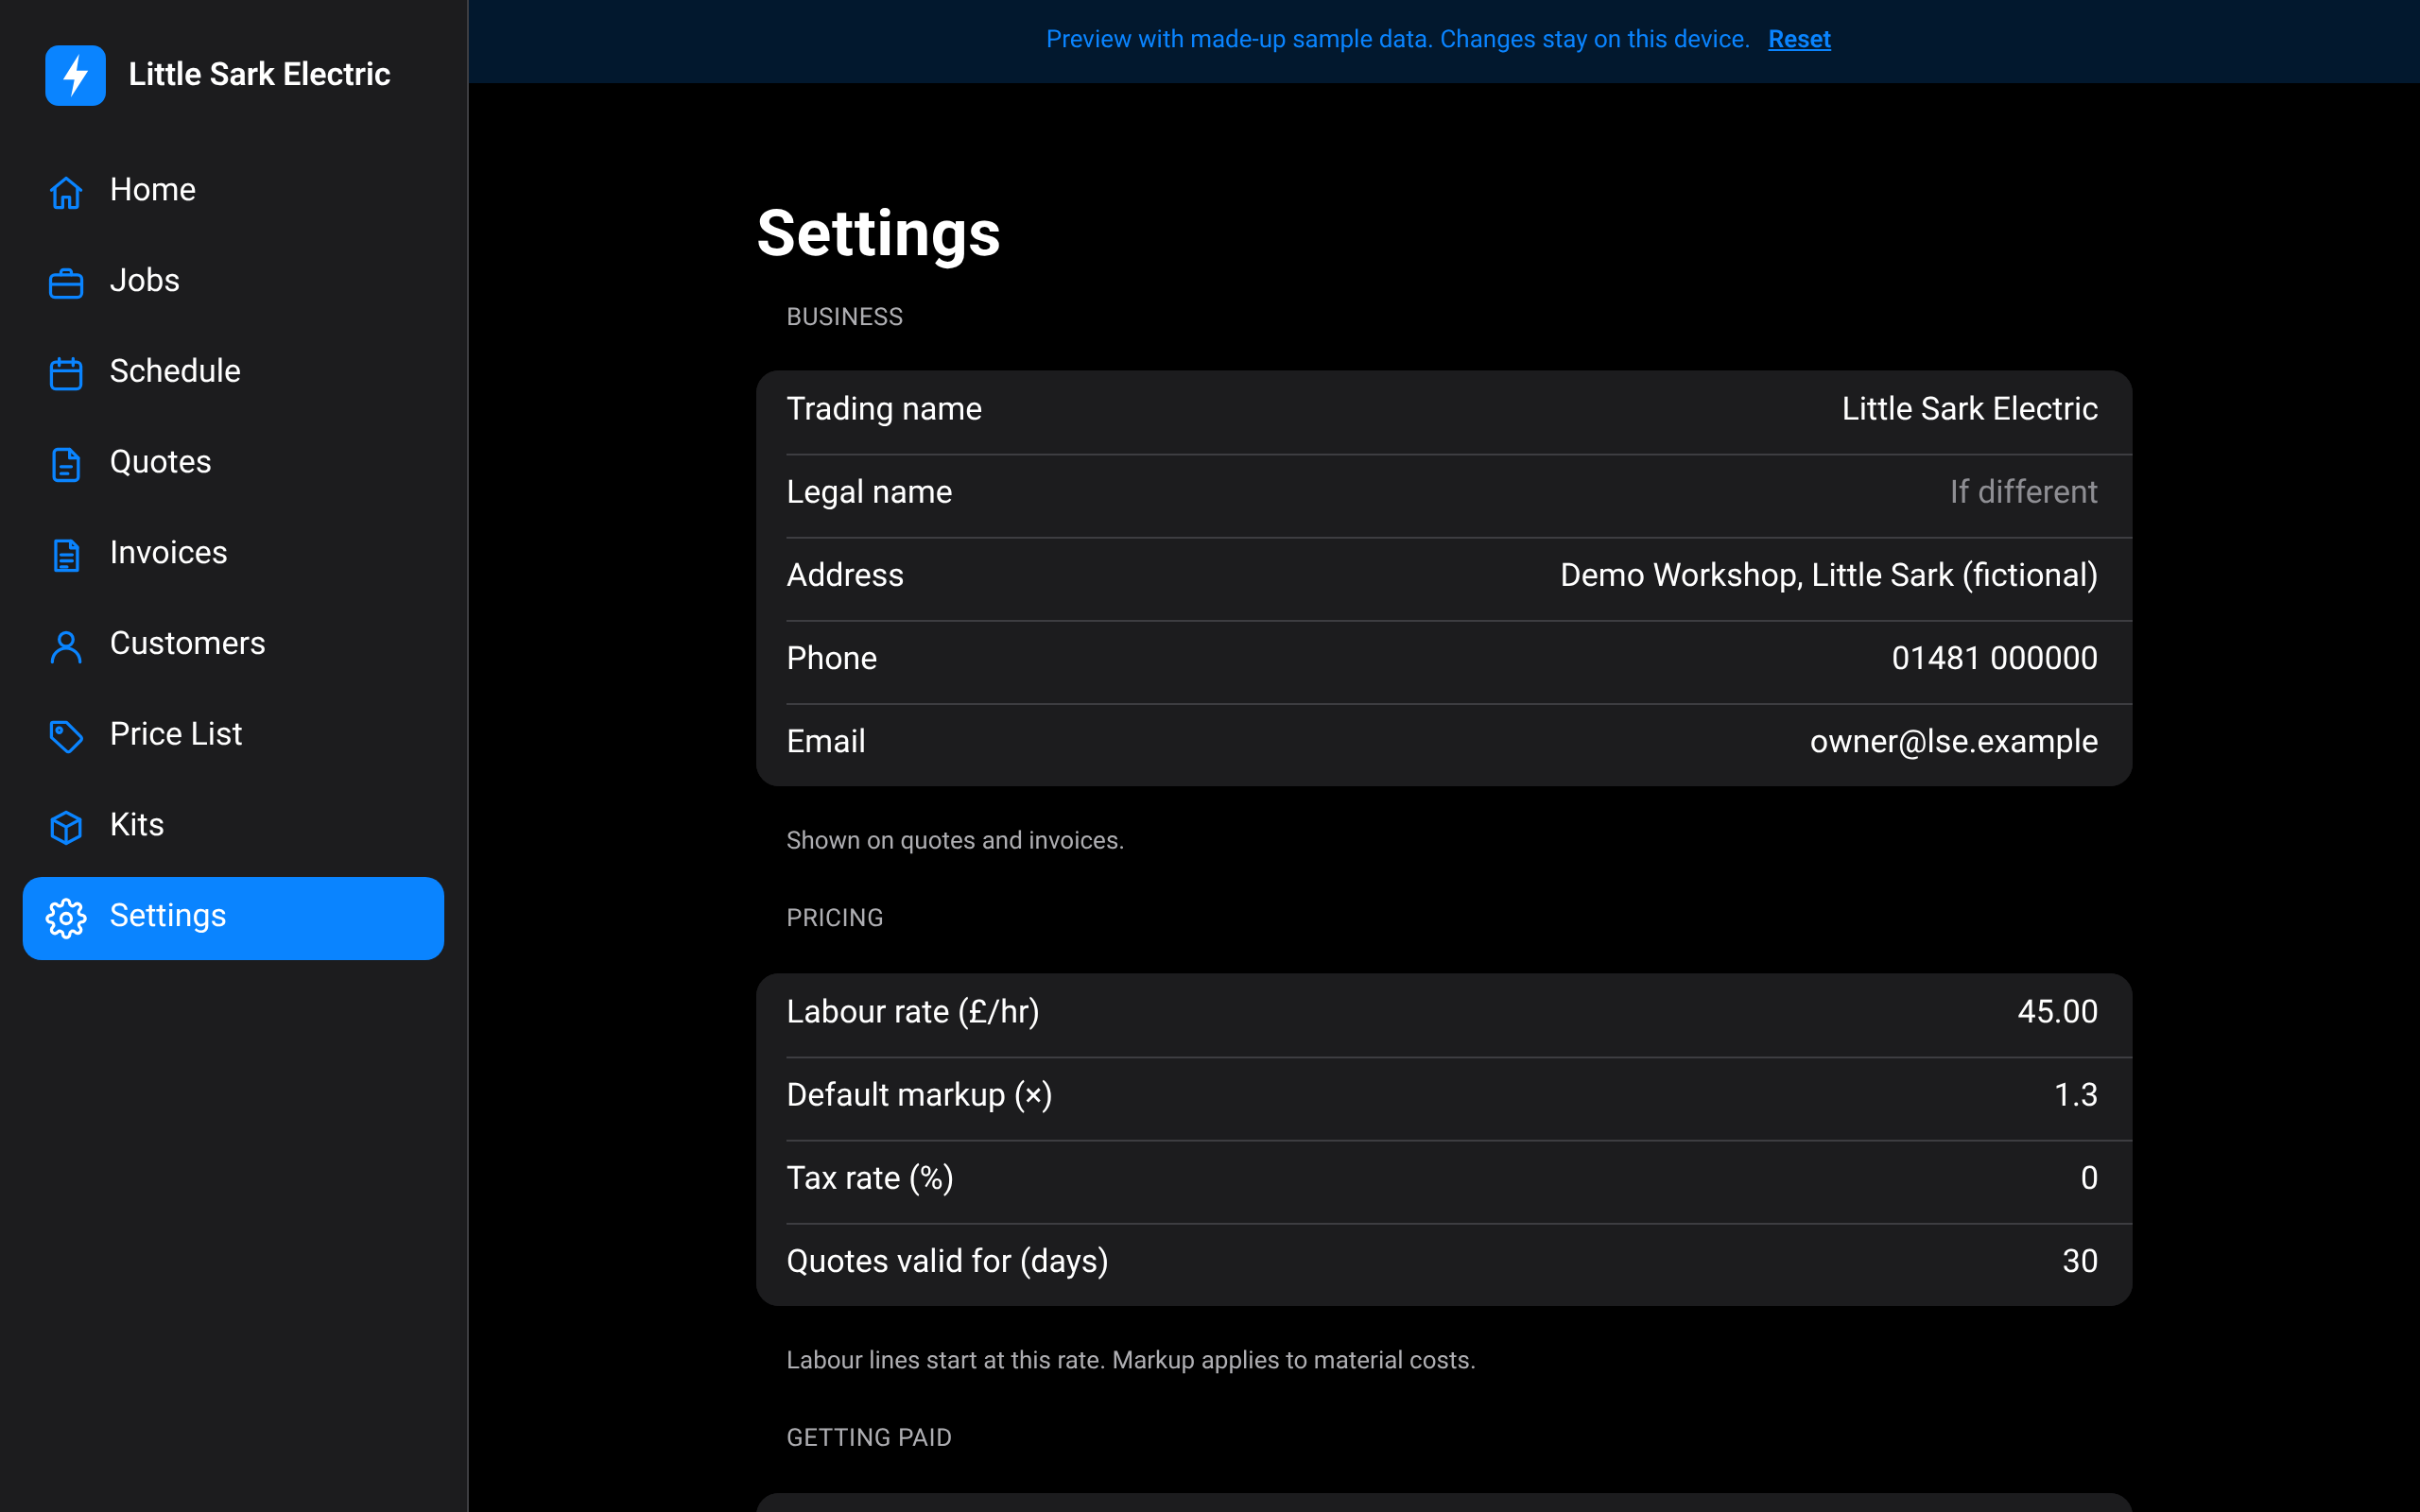 Little Sark Electric
Home
Jobs
Schedule
Quotes
Invoices
Customers
Price List
Kits
Settings
Preview with made-up sample data. Changes stay on this device. Reset
Settings
BUSINESS
Trading name Little Sark Electric
Legal name If different
Address Demo Workshop, Little Sark (fictional)
Phone 01481 000000
Email owner@lse.example
Shown on quotes and invoices.
PRICING
Labour rate (£/hr) 45.00
Default markup (×) 1.3
Tax rate (%) 0
Quotes valid for (days) 30
Labour lines start at this rate. Markup applies to material costs.
GETTING PAID